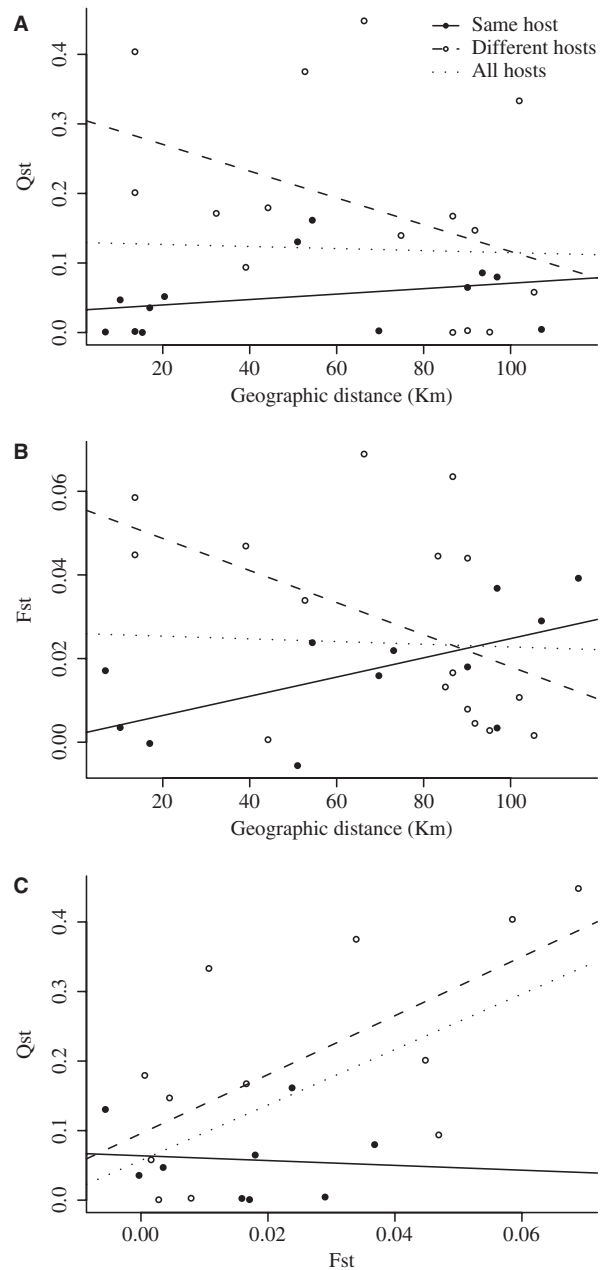 A
Same host
Different hosts
All hosts
Qst
0.4
0.3
0.2
0.1
0.0
20 40 60 80 100
Geographic distance (Km)
B
Fst
0.06
0.04
0.02
0.00
20 40 60 80 100
Geographic distance (Km)
C
Qst
0.4
0.3
0.2
0.1
0.0
0.00 0.02 0.04 0.06
Fst